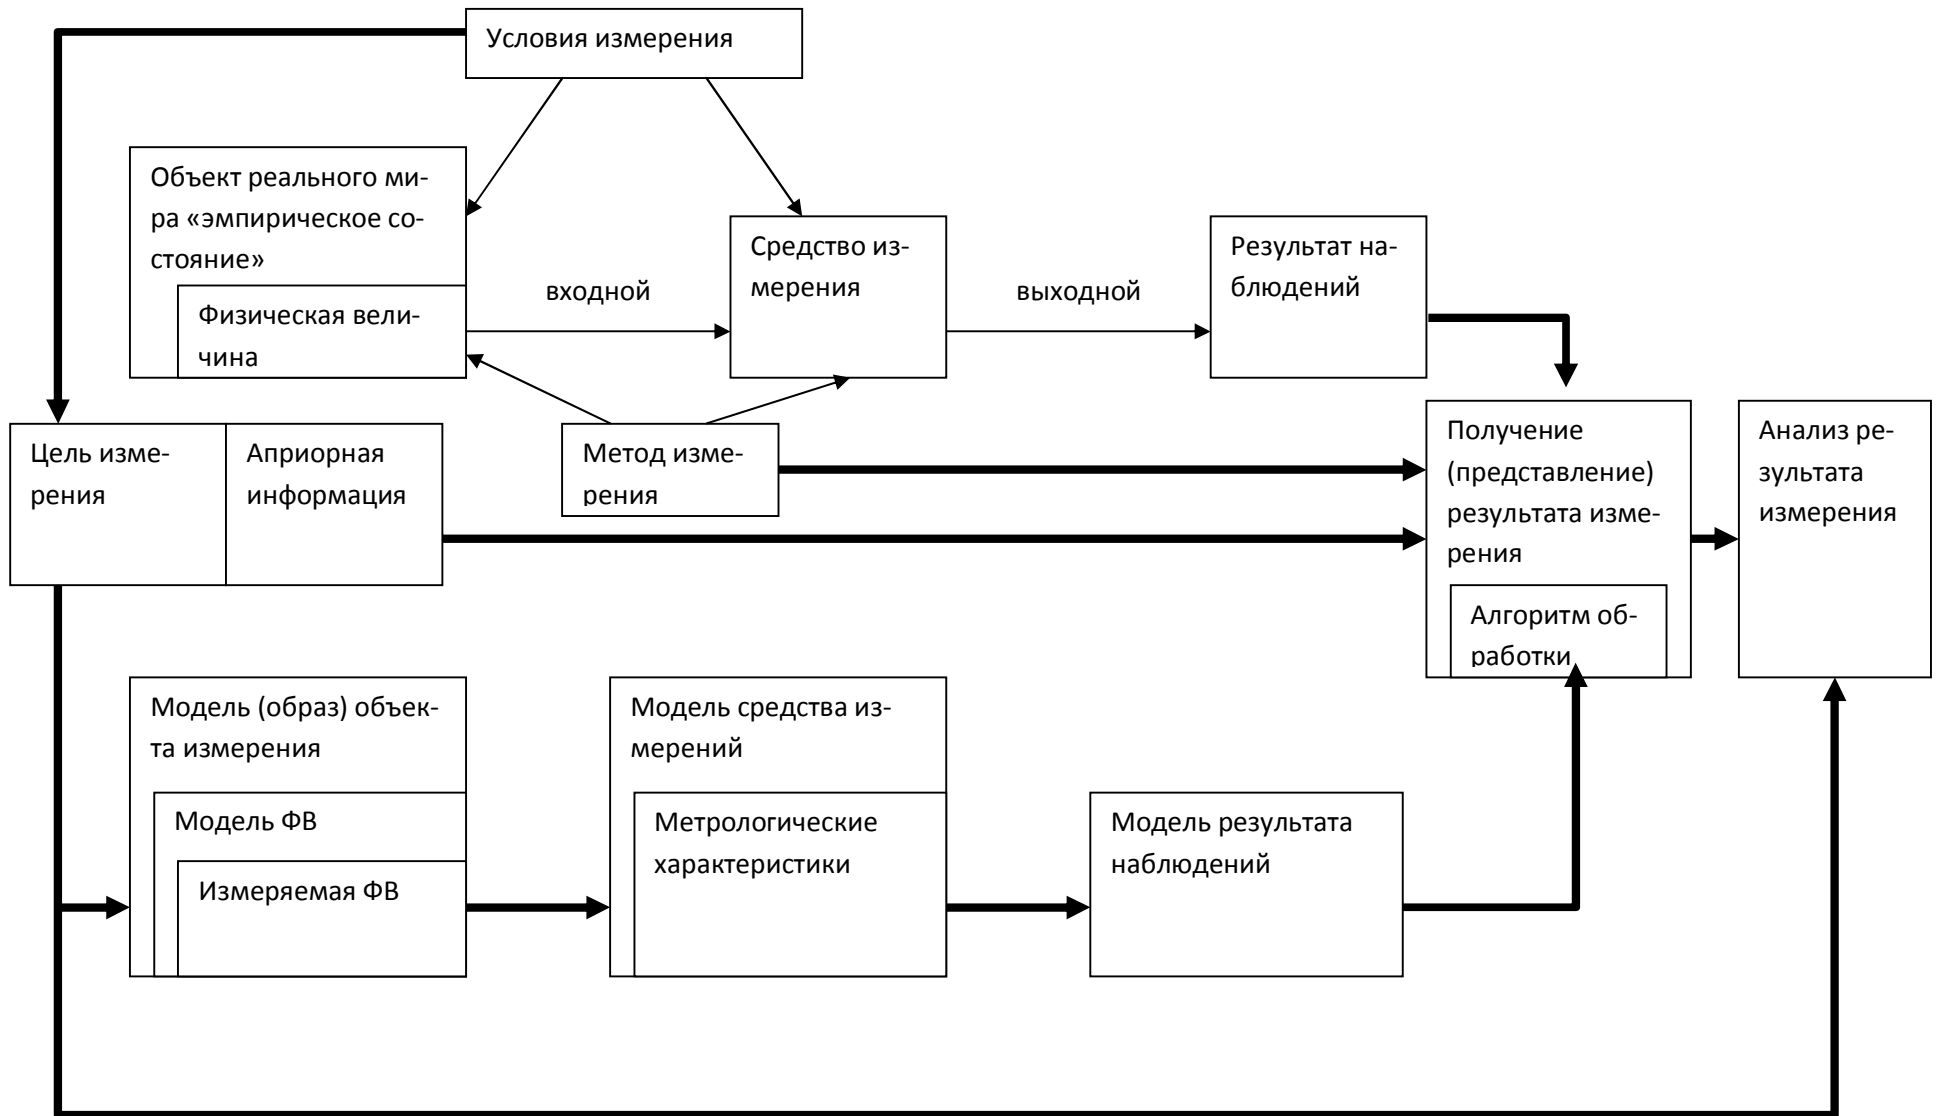 Условия измерения
Объект реального ми-
ра «эмпирическое со-
стояние»
Физическая вели-
чина
входной
Средство из-
мерения
выходной
Результат на-
блюдений
Цель изме-
рения
Априорная
информация
Метод изме-
рения
Получение
(представление)
результата изме-
рения
Алгоритм об-
работки
Анализ ре-
зультата
измерения
Модель (образ) объек-
та измерения
Модель ФВ
Измеряемая ФВ
Модель средства из-
мерений
Метрологические
характеристики
Модель результата
наблюдений